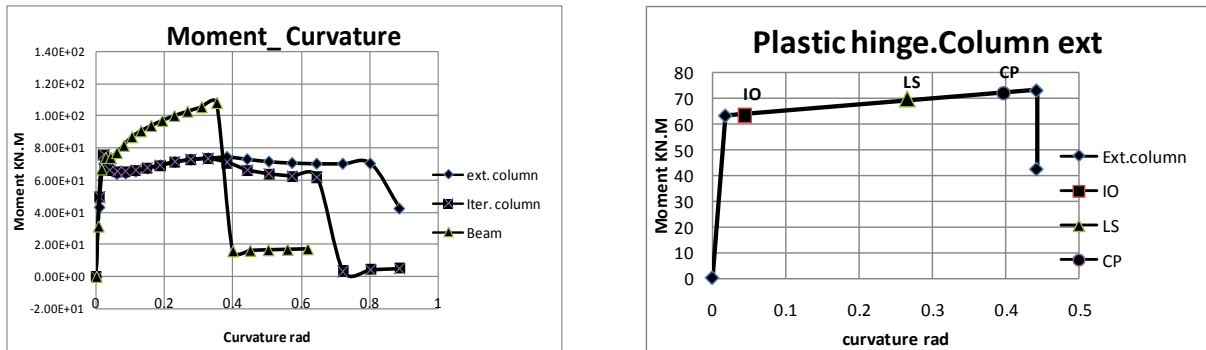 Moment_ Curvature
1.40E+02
1.20E+02
1.00E+02
8.00E+01
6.00E+01
4.00E+01
2.00E+01
0.00E+00
-2.00E+01
Moment KN.M
0 0.2 0.4 0.6 0.8 1
Curvature rad
ext. column
Iter. column
Beam
Plastic hinge.Column ext
80
70
60
50
40
30
20
10
0
Moment KN.M
IO
LS
CP
0 0.1 0.2 0.3 0.4 0.5
curvature rad
Ext.column
IO
LS
CP